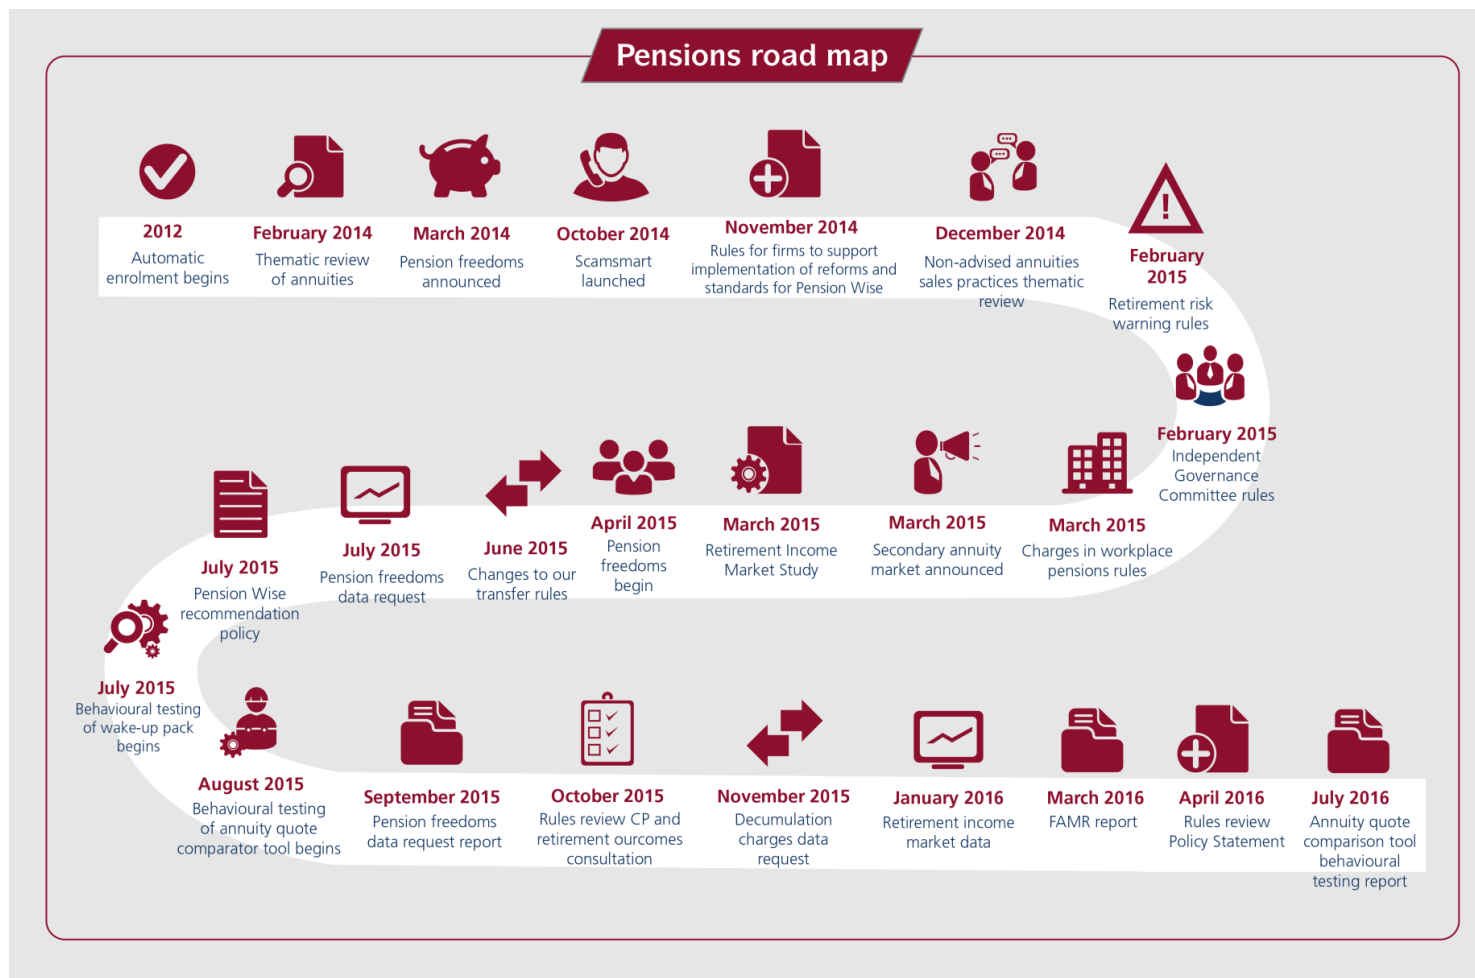 Pensions road map
2012
Automatic
enrolment begins
February 2014
Thematic review
of annuities
March 2014
Pension freedoms
announced
October 2014
Scamsmart
launched
November 2014
Rules for firms to support
implementation of reforms and
standards for Pension Wise
December 2014
Non-advised annuities
sales practices thematic
review
February
2015
Retirement risk
warning rules
February 2015
Independent
Governance
Committee rules
March 2015
Charges in workplace
pensions rules
March 2015
Secondary annuity
market announced
March 2015
Retirement Income
Market Study
April 2015
Pension
freedoms
begin
June 2015
Changes to our
transfer rules
July 2015
Pension freedoms
data request
July 2015
Pension Wise
recommendation
policy
July 2015
Behavioural testing
of wake-up pack
begins
August 2015
Behavioural testing
of annuity quote
comparator tool begins
September 2015
Pension freedoms
data request report
October 2015
Rules review CP and
retirement ourcomes
consultation
November 2015
Decumulation
charges data
request
January 2016
Retirement income
market data
March 2016
FAMR report
April 2016
Rules review
Policy Statement
July 2016
Annuity quote
comparison tool
behavioural
testing report